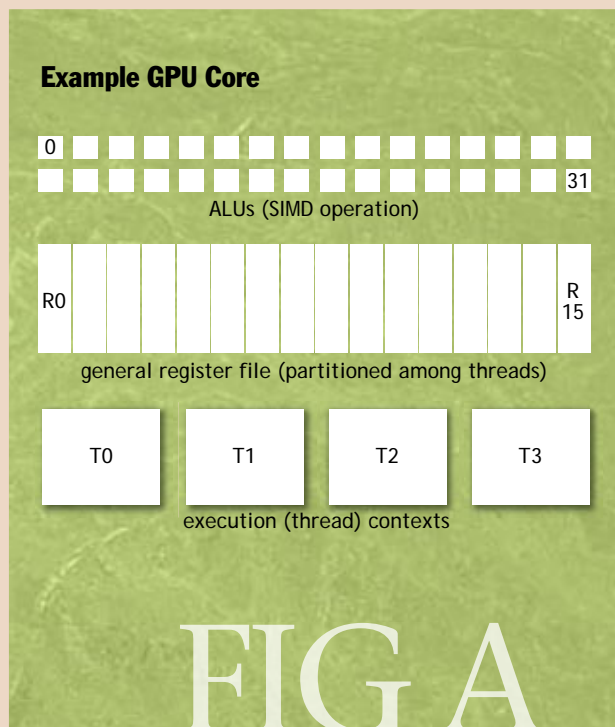 Example GPU Core
0
31
ALUs (SIMD operation)
R0
R
15
general register file (partitioned among threads)
T0 T1 T2 T3
execution (thread) contexts
FIG A